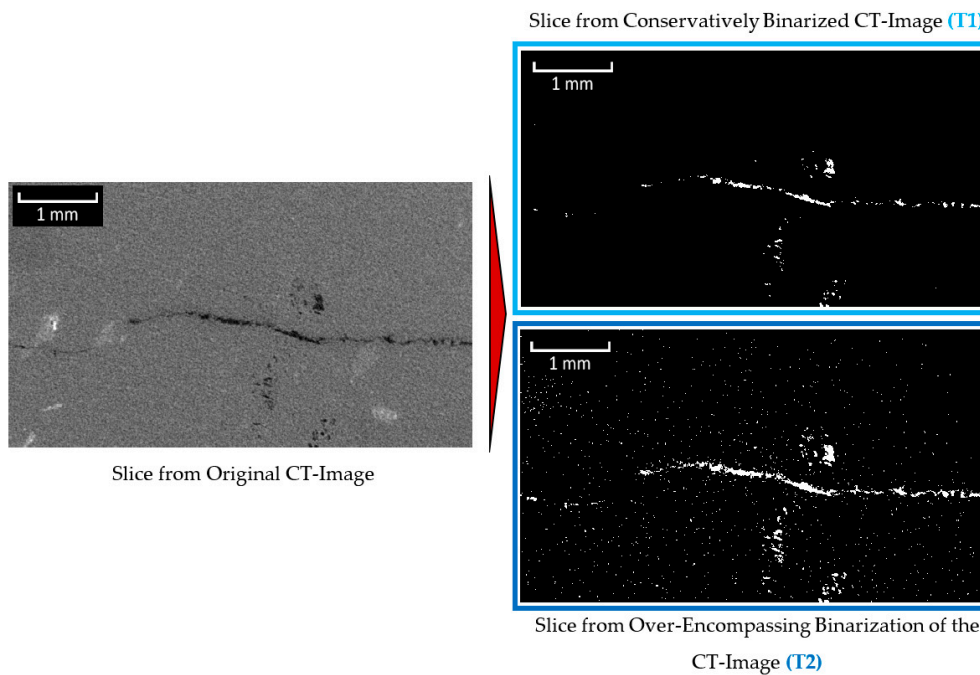 Slice from Conservatively Binarized CT-Image (T1)
1 mm
1 mm
Slice from Original CT-Image
1 mm
Slice from Over-Encompassing Binarization of the
CT-Image (T2)